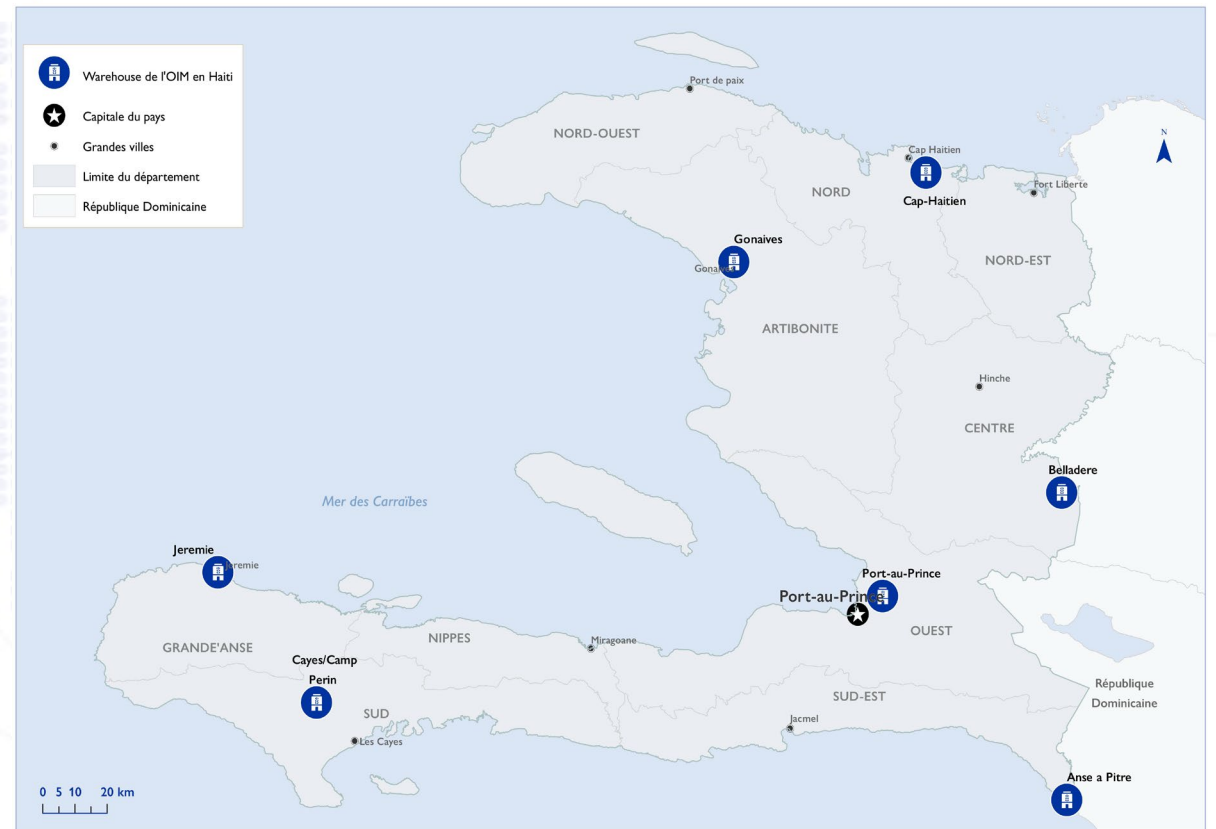 Warehouse de l'OIM en Haiti
Capitale du pays
Grandes villes
Limite du département
République Dominicaine
Port de paix
NORD-OUEST
N
Cap Haitien
NORD
Cap-Haitien
Fort Liberte
Gonaives
Gonaives
NORD-EST
ARTIBONITE
Hinche
CENTRE
Belladere
Mer des Carraïbes
Jeremie
Jeremie
Port-au-Prince
Port-au-Prince
OUEST
GRANDE'ANSE
NIPPES
Miragoane
Cayes/Camp
Perin
SUD
Les Cayes
SUD-EST
Jacmel
République
Dominicaine
Anse a Pitre
0 5 10 20 km